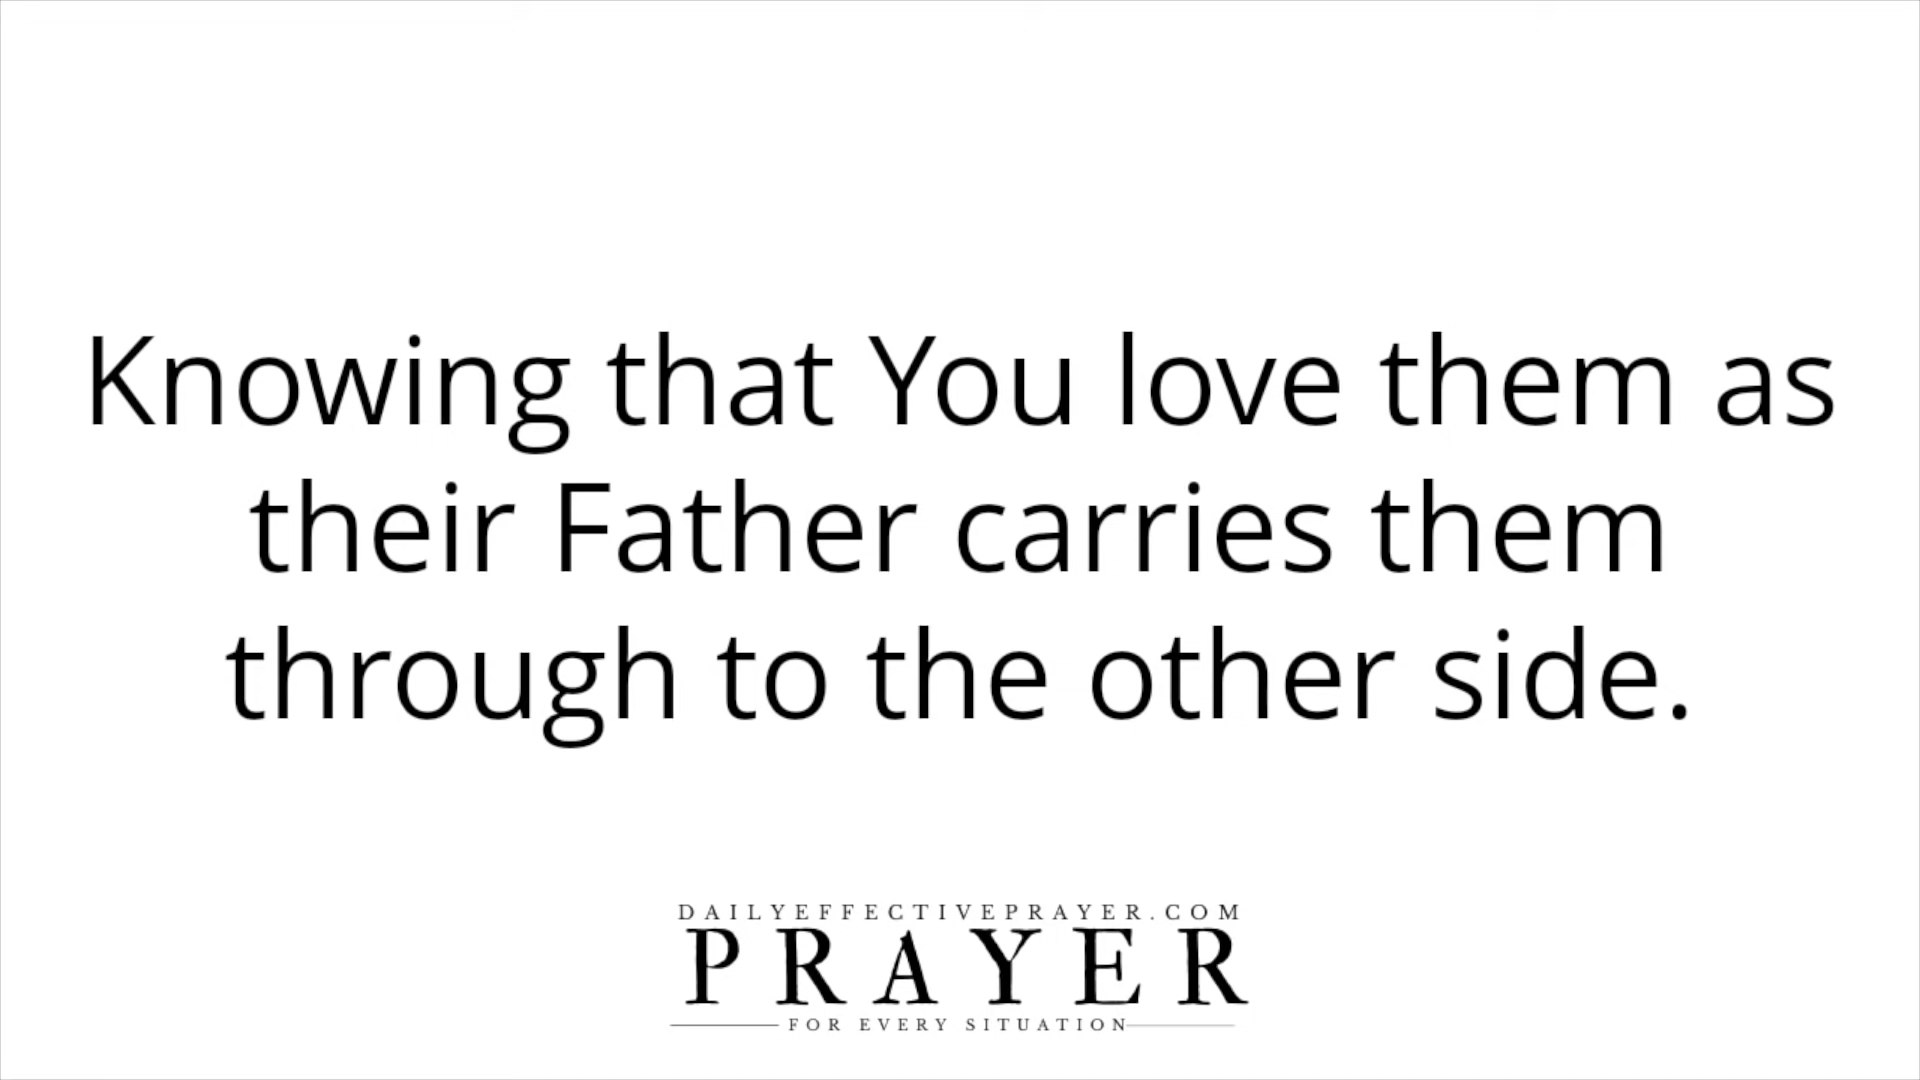 Knowing that You love them as
their Father carries them
through to the other side.
DAILYEFFECTIVEPRAYER.COM
PRAYER
FOR EVERY SITUATION